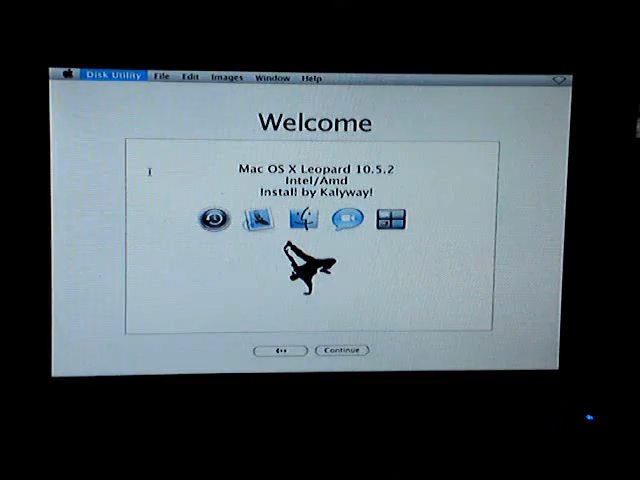 Disk Utility File Edit Images Window Help
Welcome
Mac OS X Leopard 10.5.2
Intel/Amd
Install by Kalyway!
Continue